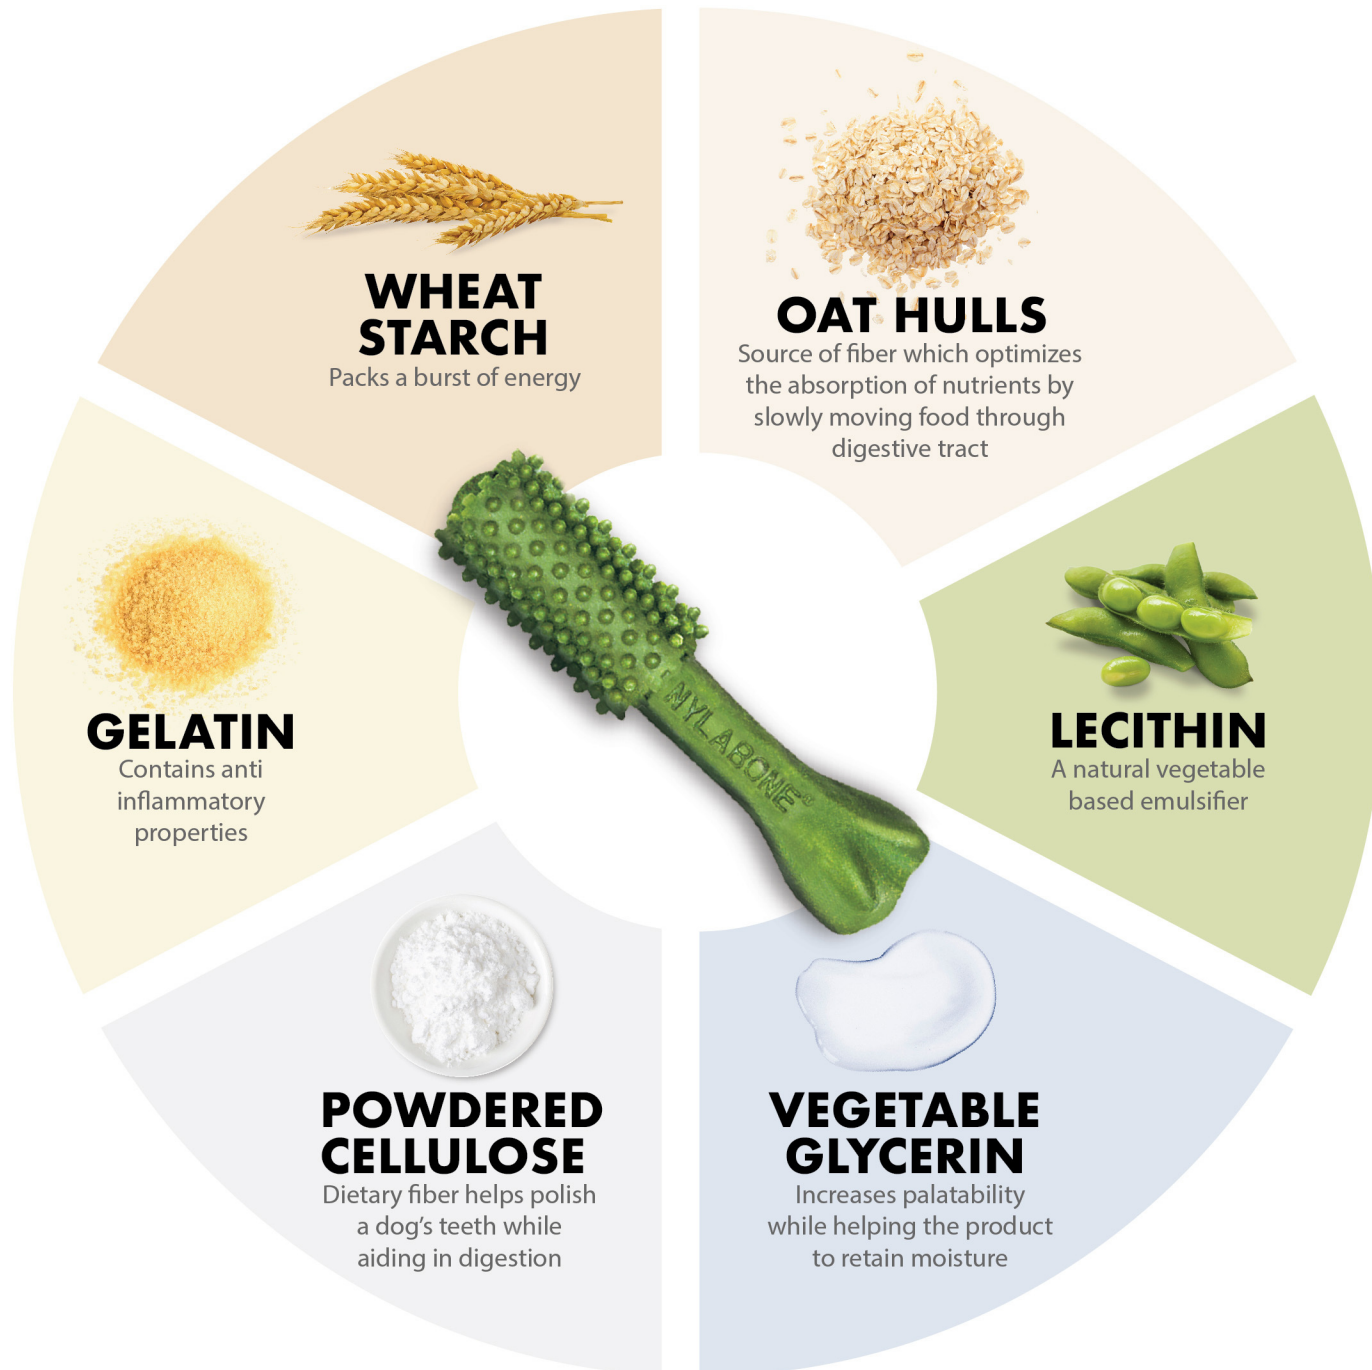 WHEAT
STARCH
Packs a burst of energy
OAT HULLS
Source of fiber which optimizes
the absorption of nutrients by
slowly moving food through
digestive tract
GELATIN
Contains anti
inflammatory
properties
NYLABONE®
LECITHIN
A natural vegetable
based emulsifier
POWDERED
CELLULOSE
Dietary fiber helps polish
a dog’s teeth while
aiding in digestion
VEGETABLE
GLYCERIN
Increases palatability
while helping the product
to retain moisture